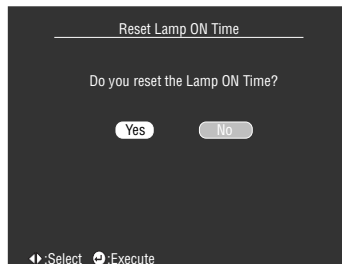 Reset Lamp ON Time
Do you reset the Lamp ON Time?
Yes No
:Select :Execute